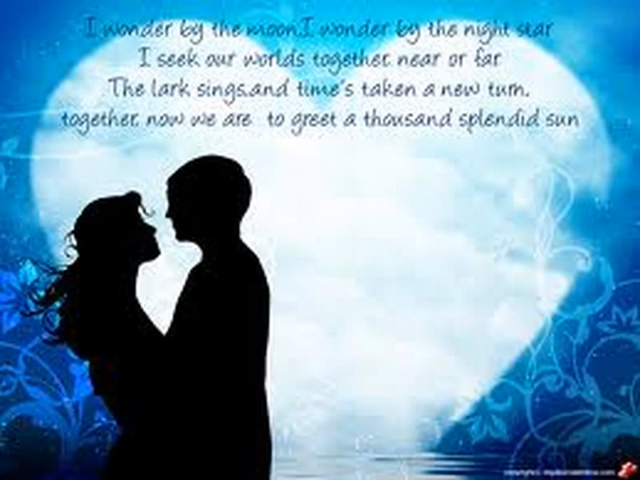 I wonder by the moon,I wonder by the night star
I seek our worlds together, near or far
The lark sings,and time's taken a new turn,
together, now we are to greet a thousand splendid sun